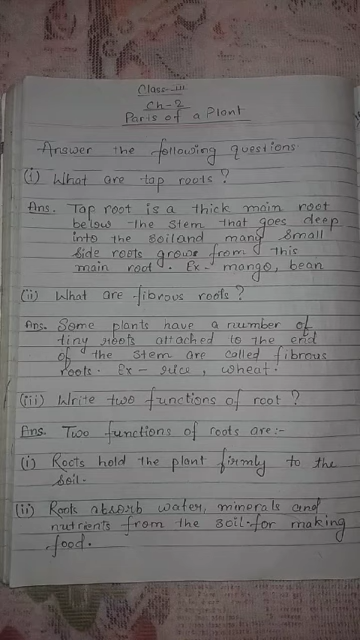 Class-III
Ch-2
Parts of a Plant
Answer the following questions.
(i) What are tap roots?
Ans. Tap root is a thick main root
below the stem that goes deep
into the soil and many small
side roots grows from this
main root. Ex- mango, bean
(ii) What are fibrous roots?
Ans. Some plants have a number of
tiny roots attached to the end
of the stem are called fibrous
roots. Ex- rice, wheat.
(iii) Write two functions of root?
Ans. Two functions of roots are:-
(i) Roots hold the plant firmly to the
soil.
(ii) Roots absorb water, minerals and
nutrients from the soil for making
food.